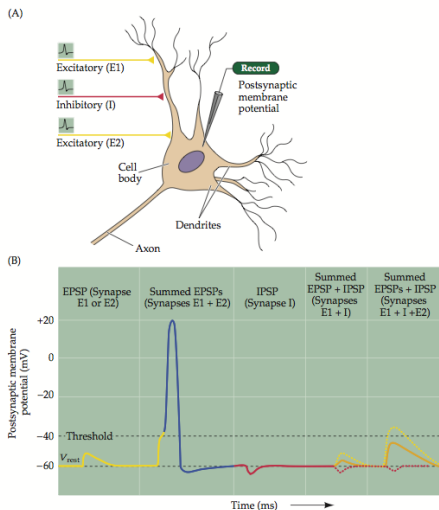 (A)
Excitatory (E1)
Inhibitory (I)
Excitatory (E2)
Record
Postsynaptic
membrane
potential
Cell
body
Dendrites
Axon
(B)
EPSP (Synapse
E1 or E2)
Summed EPSPs
(Synapses E1 + E2)
IPSP
(Synapse I)
Summed
EPSP + IPSP
(Synapses
E1 + I)
Summed
EPSPs + IPSP
(Synapses
E1 + I +E2)
Postsynaptic membrane
potential (mV)
+20
0
−20
−40
−60
Threshold
Vrest
Time (ms)